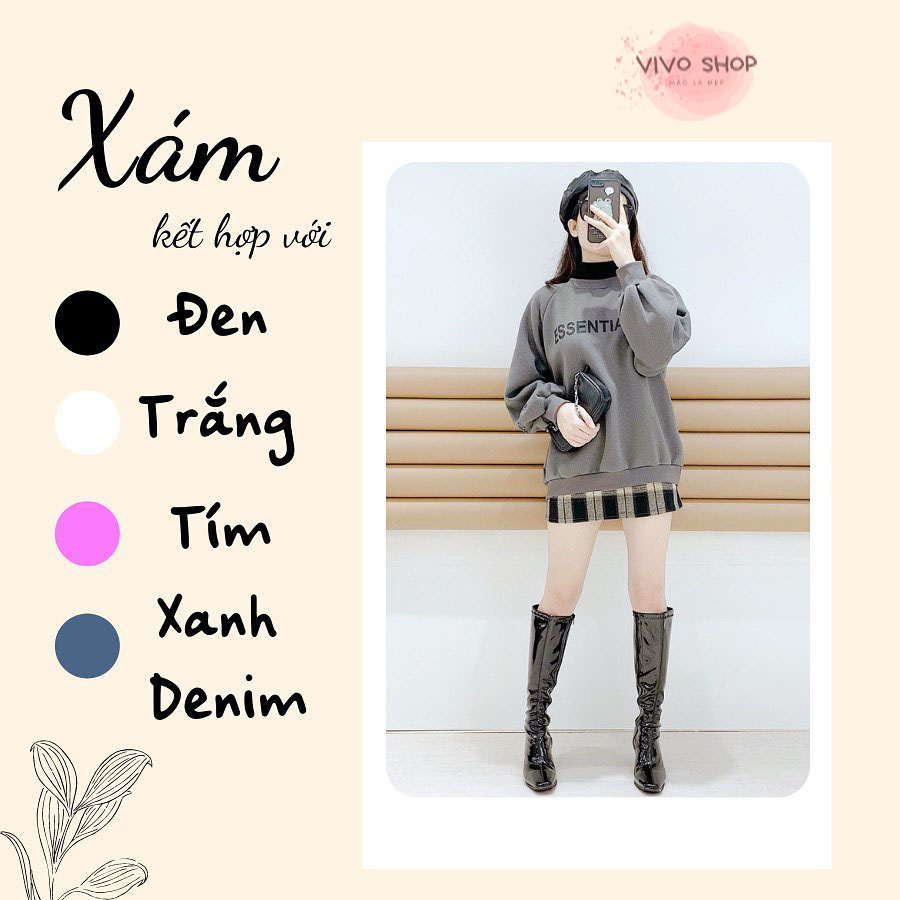 VIVO SHOP
MẶC LÀ ĐẸP
Xám
kết hợp với
Đen
Trắng
Tím
Xanh
Denim
ESSENTIA